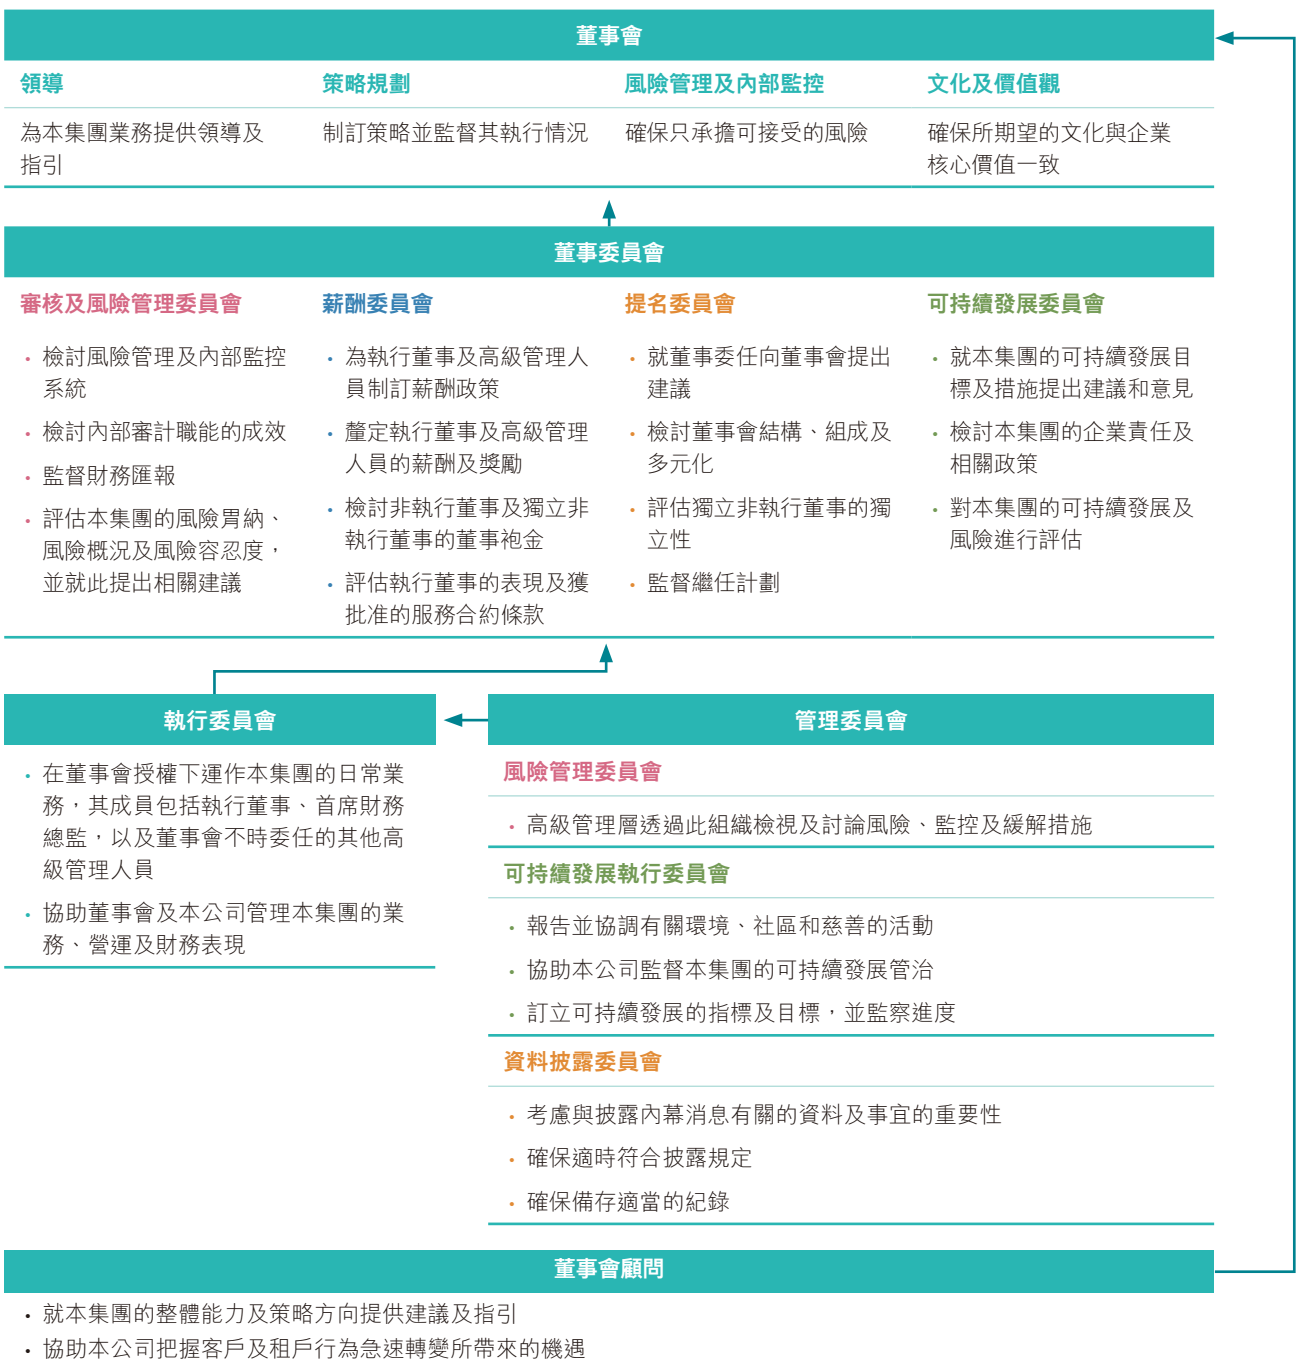 董事會
領導
為本集團業務提供領導及
指引
策略規劃
制訂策略並監督其執行情況
風險管理及內部監控
確保只承擔可接受的風險
文化及價值觀
確保所期望的文化與企業
核心價值一致
董事委員會
審核及風險管理委員會
• 檢討風險管理及內部監控
系統
• 檢討內部審計職能的成效
• 監督財務匯報
• 評估本集團的風險胃納、
風險概況及風險容忍度，
並就此提出相關建議
薪酬委員會
• 為執行董事及高級管理人
員制訂薪酬政策
• 釐定執行董事及高級管理
人員的薪酬及獎勵
• 檢討非執行董事及獨立非
執行董事的董事袍金
• 評估執行董事的表現及獲
批准的服務合約條款
提名委員會
• 就董事委任向董事會提出
建議
• 檢討董事會結構、組成及
多元化
• 評估獨立非執行董事的獨
立性
• 監督繼任計劃
可持續發展委員會
• 就本集團的可持續發展目
標及措施提出建議和意見
• 檢討本集團的企業責任及
相關政策
• 對本集團的可持續發展及
風險進行評估
執行委員會
• 在董事會授權下運作本集團的日常業
務，其成員包括執行董事、首席財務
總監，以及董事會不時委任的其他高
級管理人員
• 協助董事會及本公司管理本集團的業
務、營運及財務表現
管理委員會
風險管理委員會
• 高級管理層透過此組織檢視及討論風險、監控及緩解措施
可持續發展執行委員會
• 報告並協調有關環境、社區和慈善的活動
• 協助本公司監督本集團的可持續發展管治
• 訂立可持續發展的指標及目標，並監察進度
資料披露委員會
• 考慮與披露內幕消息有關的資料及事宜的重要性
• 確保適時符合披露規定
• 確保備存適當的紀錄
董事會顧問
• 就本集團的整體能力及策略方向提供建議及指引
• 協助本公司把握客戶及租戶行為急速轉變所帶來的機遇